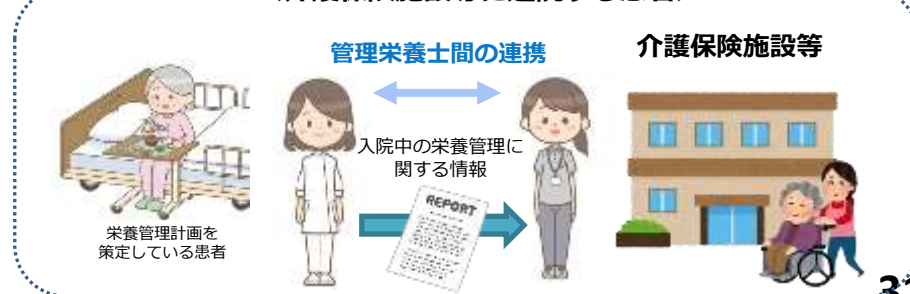 管理栄養士間の連携
介護保険施設等
入院中の栄養管理に
関する情報
REPORT
栄養管理計画を
策定している患者